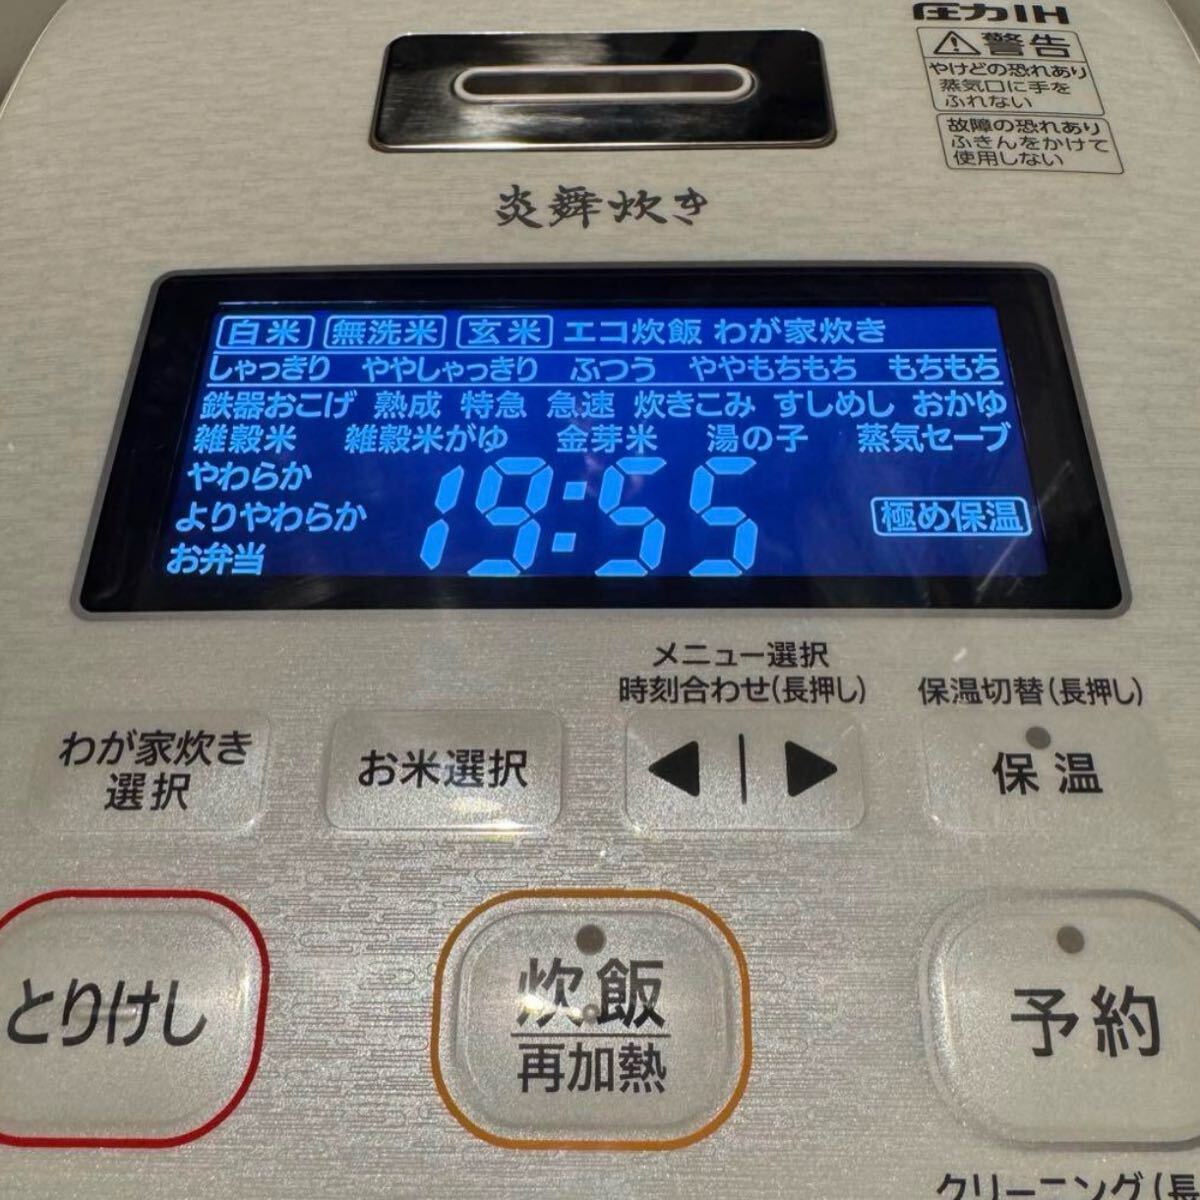 圧力IH
⚠警告
やけどの恐れあり
蒸気口に手を
ふれない
故障の恐れあり
ふきんをかけて
使用しない
炎舞炊き
白米 無洗米 玄米 エコ炊飯 わが家炊き
しゃっきり ややしゃっきり ふつう ややもちもち もちもち
鉄器おこげ 熟成 特急 急速 炊きこみ すしめし おかゆ
雑穀米 雑穀米がゆ 金芽米 湯の子 蒸気セーブ
やわらか
よりやわらか
お弁当
19:55
極め保温
メニュー選択
時刻合わせ(長押し)
保温切替(長押し)
わが家炊き
選択
お米選択
保温
とりけし
炊飯
再加熱
予約
クリーニング(長